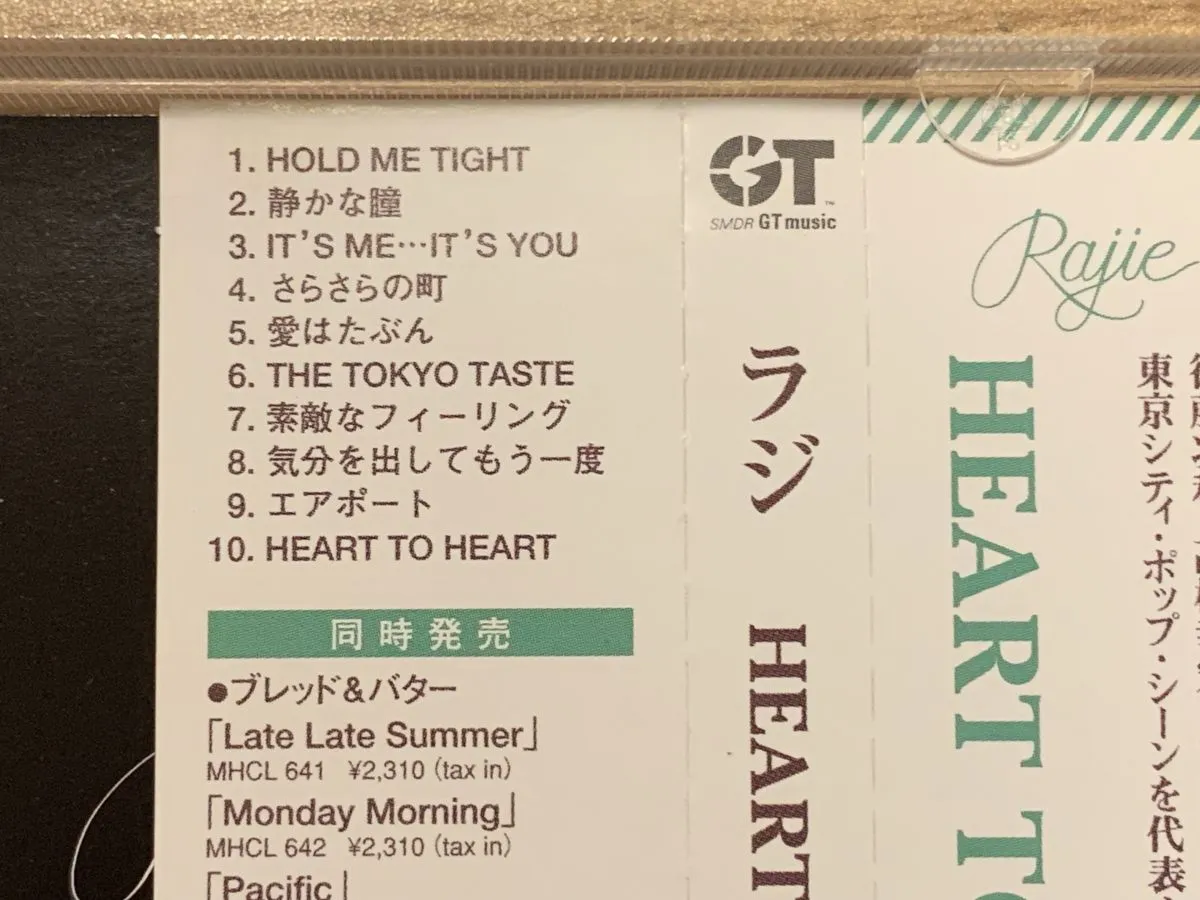 1. HOLD ME TIGHT
2. 静かな瞳
3. IT'S ME…IT'S YOU
4. さらさらの町
5. 愛はたぶん
6. THE TOKYO TASTE
7. 素敵なフィーリング
8. 気分を出してもう一度
9. エアポート
10. HEART TO HEART
同時発売
●ブレッド&バター
「Late Late Summer」
MHCL 641 ¥2,310 (tax in)
「Monday Morning」
MHCL 642 ¥2,310 (tax in)
「Pacific」
GT™
SMDR GT music
ラジ HEART
Rajie
HEART TO
東京シティ・ポップ・シーンを代表